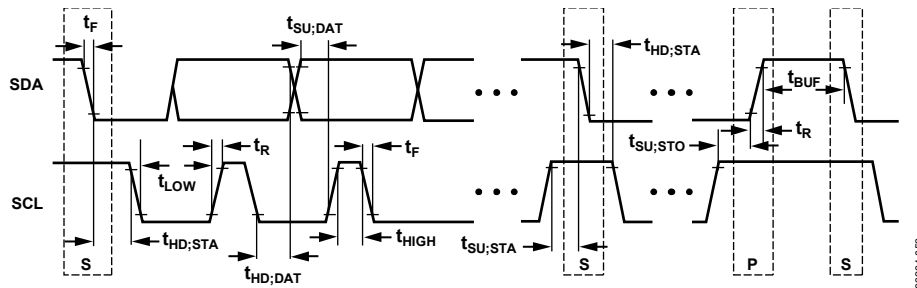 tF
tSU;DAT
tHD;STA
SDA
tBUF
tR
tF
tSU;STO
tR
tLOW
SCL
tHD;STA
tHIGH
tSU;STA
tHD;DAT
S
S
P
S